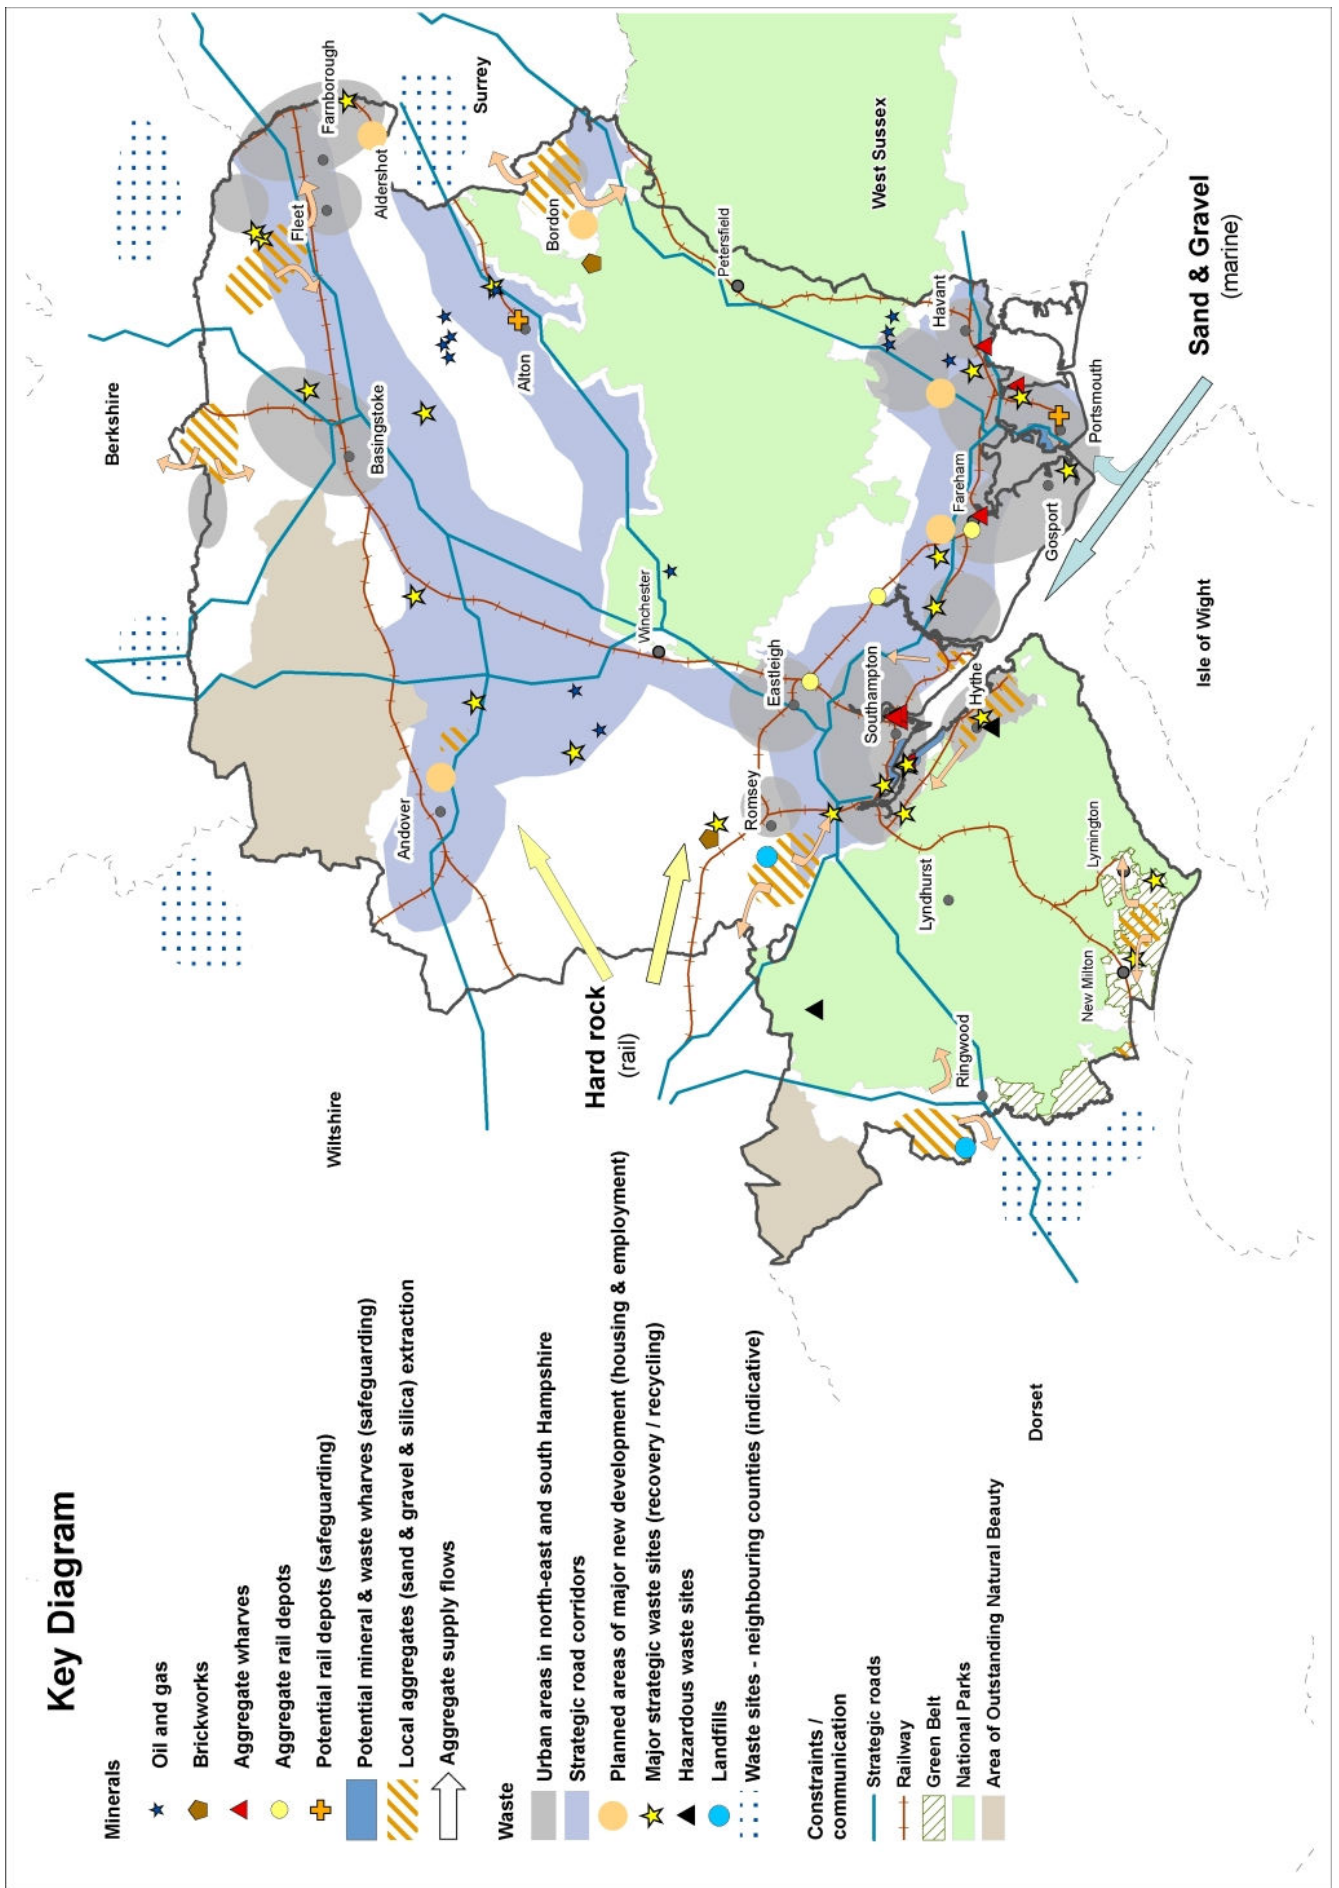 Key Diagram
Minerals
Oil and gas
Brickworks
Aggregate wharves
Aggregate rail depots
Potential rail depots (safeguarding)
Potential mineral & waste wharves (safeguarding)
Local aggregates (sand & gravel & silica) extraction
Aggregate supply flows
Waste
Urban areas in north-east and south Hampshire
Strategic road corridors
Planned areas of major new development (housing & employment)
Major strategic waste sites (recovery / recycling)
Hazardous waste sites
Landfills
Waste sites - neighbouring counties (indicative)
Constraints /
communication
Strategic roads
Railway
Green Belt
National Parks
Area of Outstanding Natural Beauty
Berkshire
Wiltshire
Surrey
West Sussex
Isle of Wight
Dorset
Hard rock
(rail)
Sand & Gravel
(marine)
Farnborough
Fleet
Aldershot
Basingstoke
Andover
Alton
Bordon
Winchester
Petersfield
Romsey
Eastleigh
Southampton
Fareham
Havant
Hythe
Gosport
Portsmouth
Lyndhurst
Ringwood
Lymington
New Milton